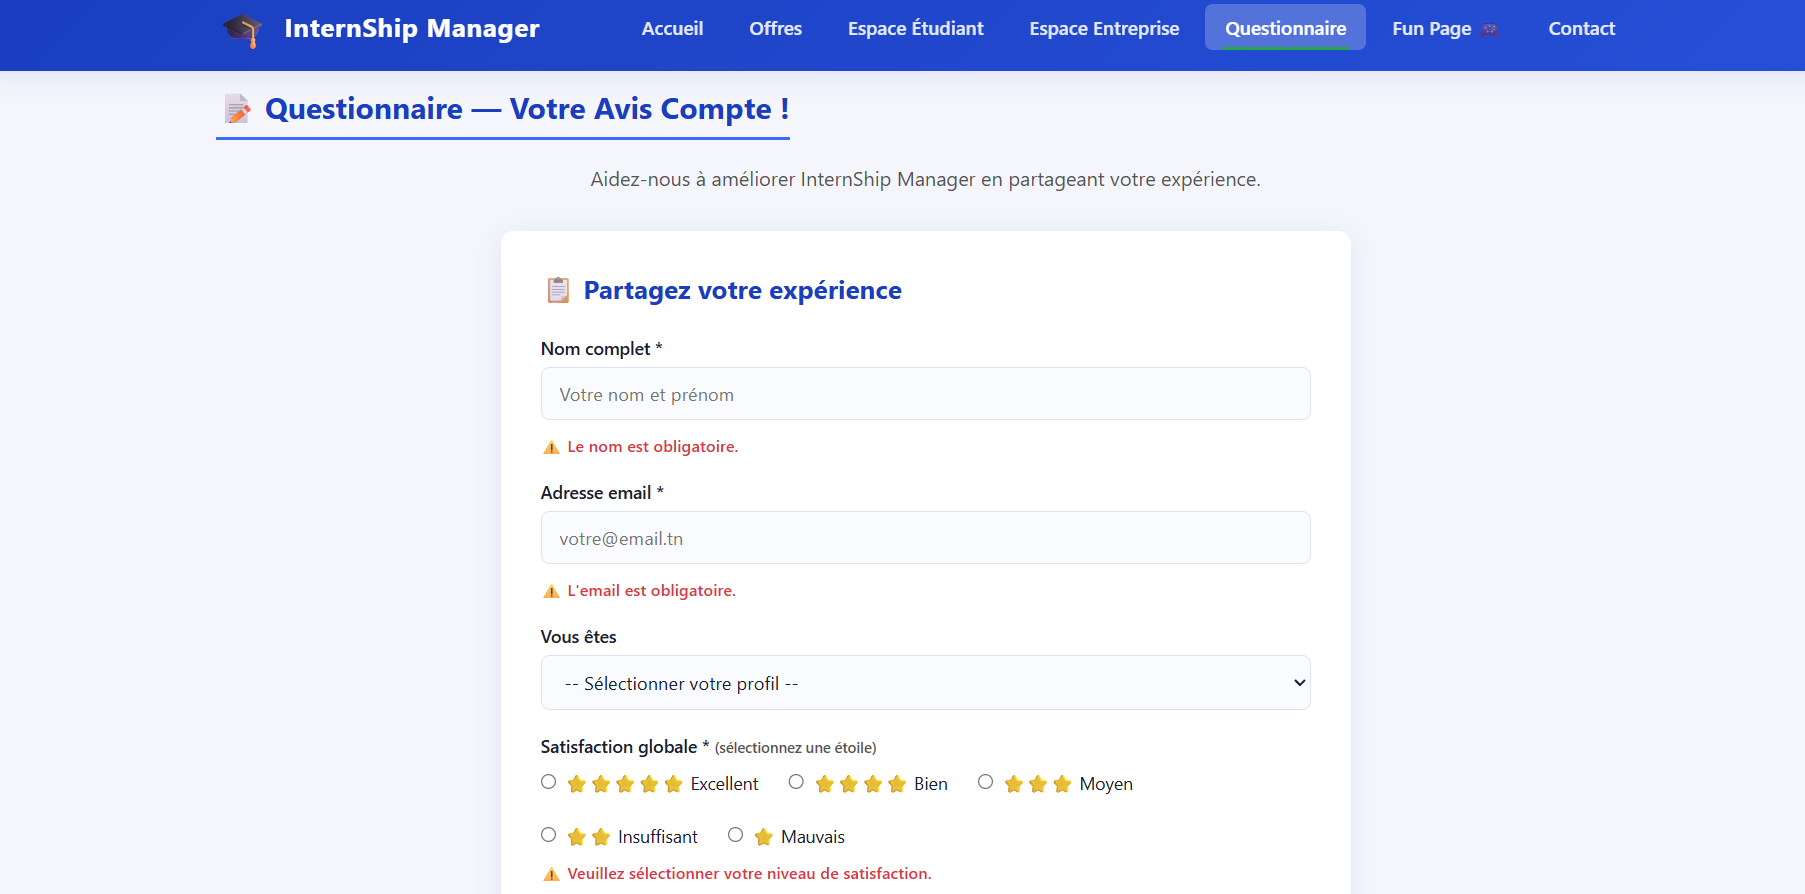 InternShip Manager
Accueil Offres Espace Étudiant Espace Entreprise Questionnaire Fun Page Contact
Questionnaire — Votre Avis Compte !
Aidez-nous à améliorer InternShip Manager en partageant votre expérience.
Partagez votre expérience
Nom complet *
Votre nom et prénom
Le nom est obligatoire.
Adresse email *
votre@email.tn
L'email est obligatoire.
Vous êtes
-- Sélectionner votre profil --
Satisfaction globale * (sélectionnez une étoile)
Excellent Bien Moyen
Insuffisant Mauvais
Veuillez sélectionner votre niveau de satisfaction.